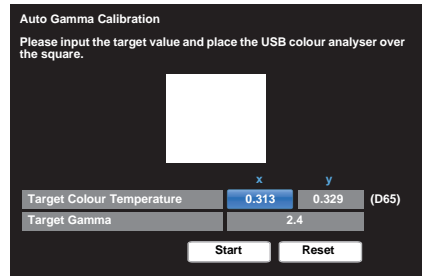 Auto Gamma Calibration
Please input the target value and place the USB colour analyser over
the square.
x y
Target Colour Temperature 0.313 0.329 (D65)
Target Gamma 2.4
Start Reset